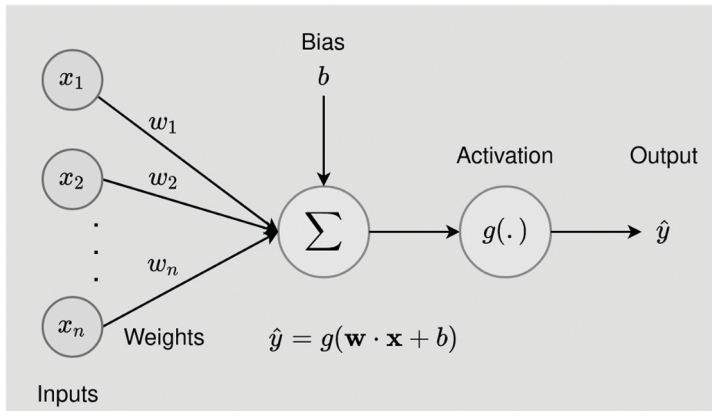 Bias
b
x₁
w₁
Activation
Output
x₂
w₂
∑
g(.)
ŷ
.
.
.
wₙ
xₙ
Weights
ŷ = g(𝐰 · 𝐱 + b)
Inputs